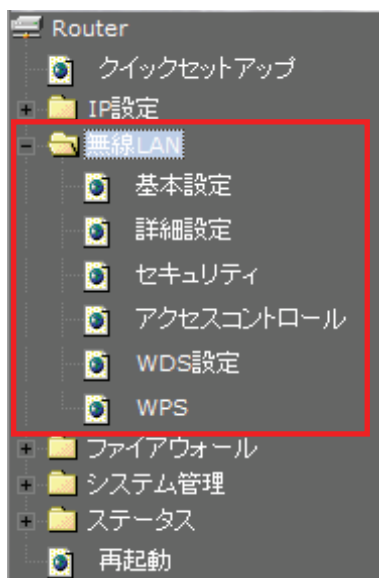 Router
クイックセットアップ
IP設定
無線LAN
基本設定
詳細設定
セキュリティ
アクセスコントロール
WDS設定
WPS
ファイアウォール
システム管理
ステータス
再起動